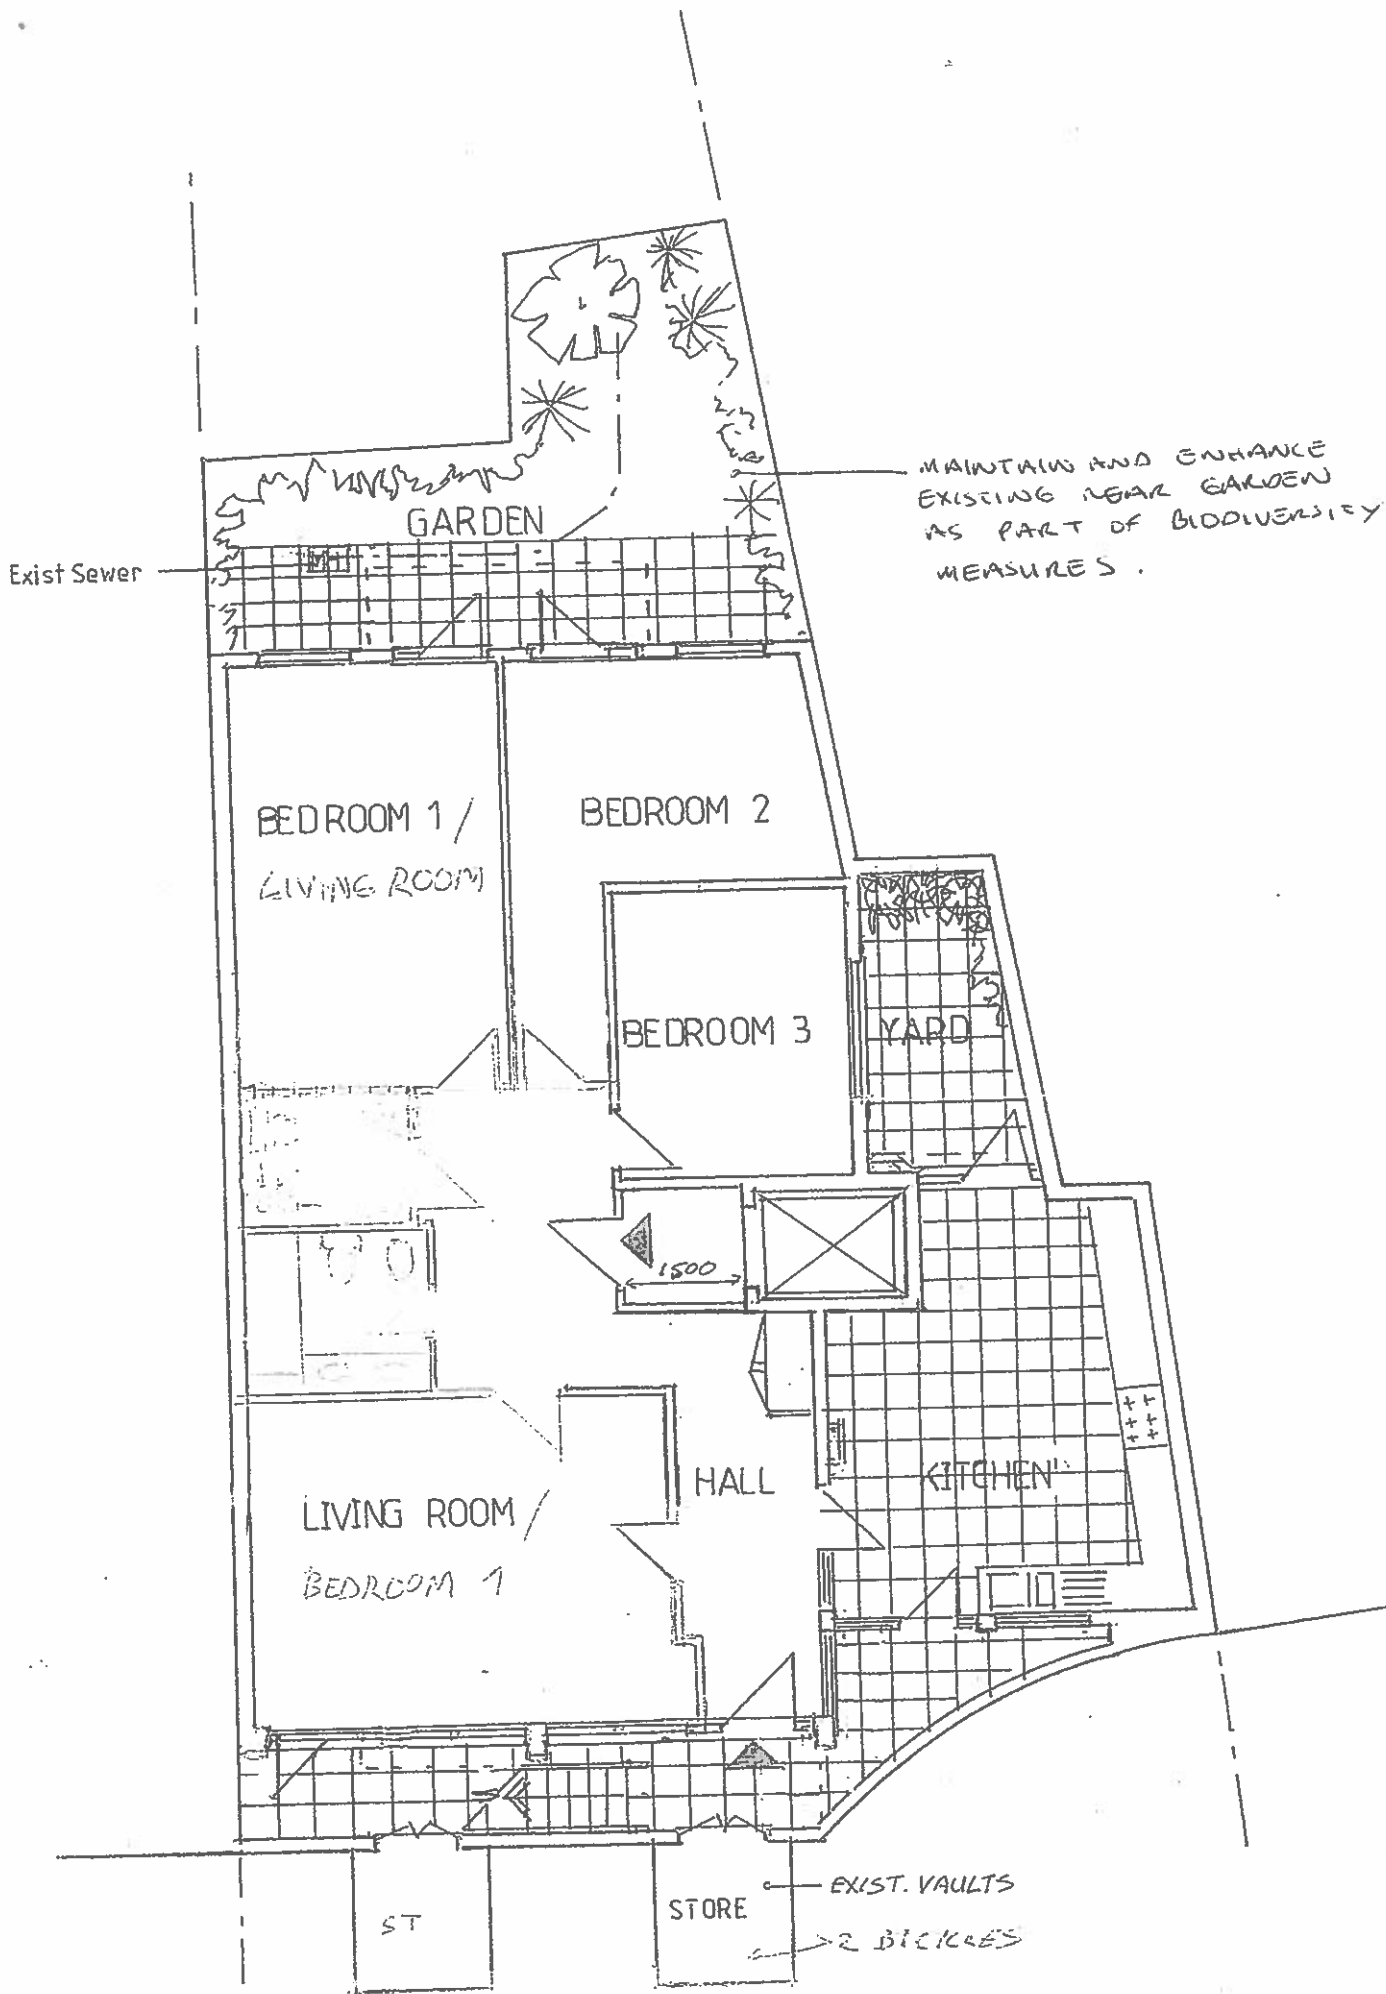 MAINTAIN AND ENHANCE
EXISTING REAR GARDEN
AS PART OF BIODIVERSITY
MEASURES.
GARDEN
Exist Sewer
BEDROOM 1 /
LIVING ROOM
BEDROOM 2
BEDROOM 3
YARD
1500
HALL
KITCHEN
LIVING ROOM /
BEDROOM 1
EXIST. VAULTS
STORE
ST
2 BICKLES